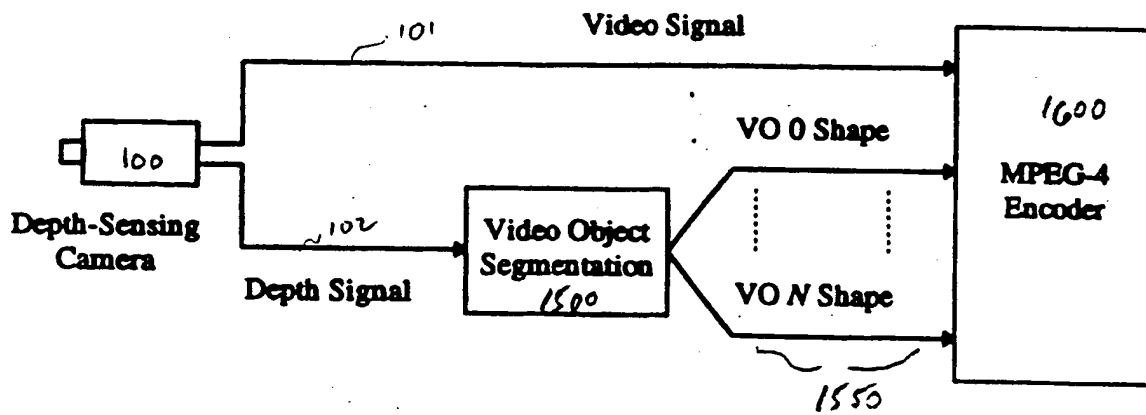 101
Video Signal
1600
VO 0 Shape
100
MPEG-4
Encoder
Depth-Sensing
Camera
102
Video Object
Segmentation
1500
Depth Signal
VO N Shape
1550